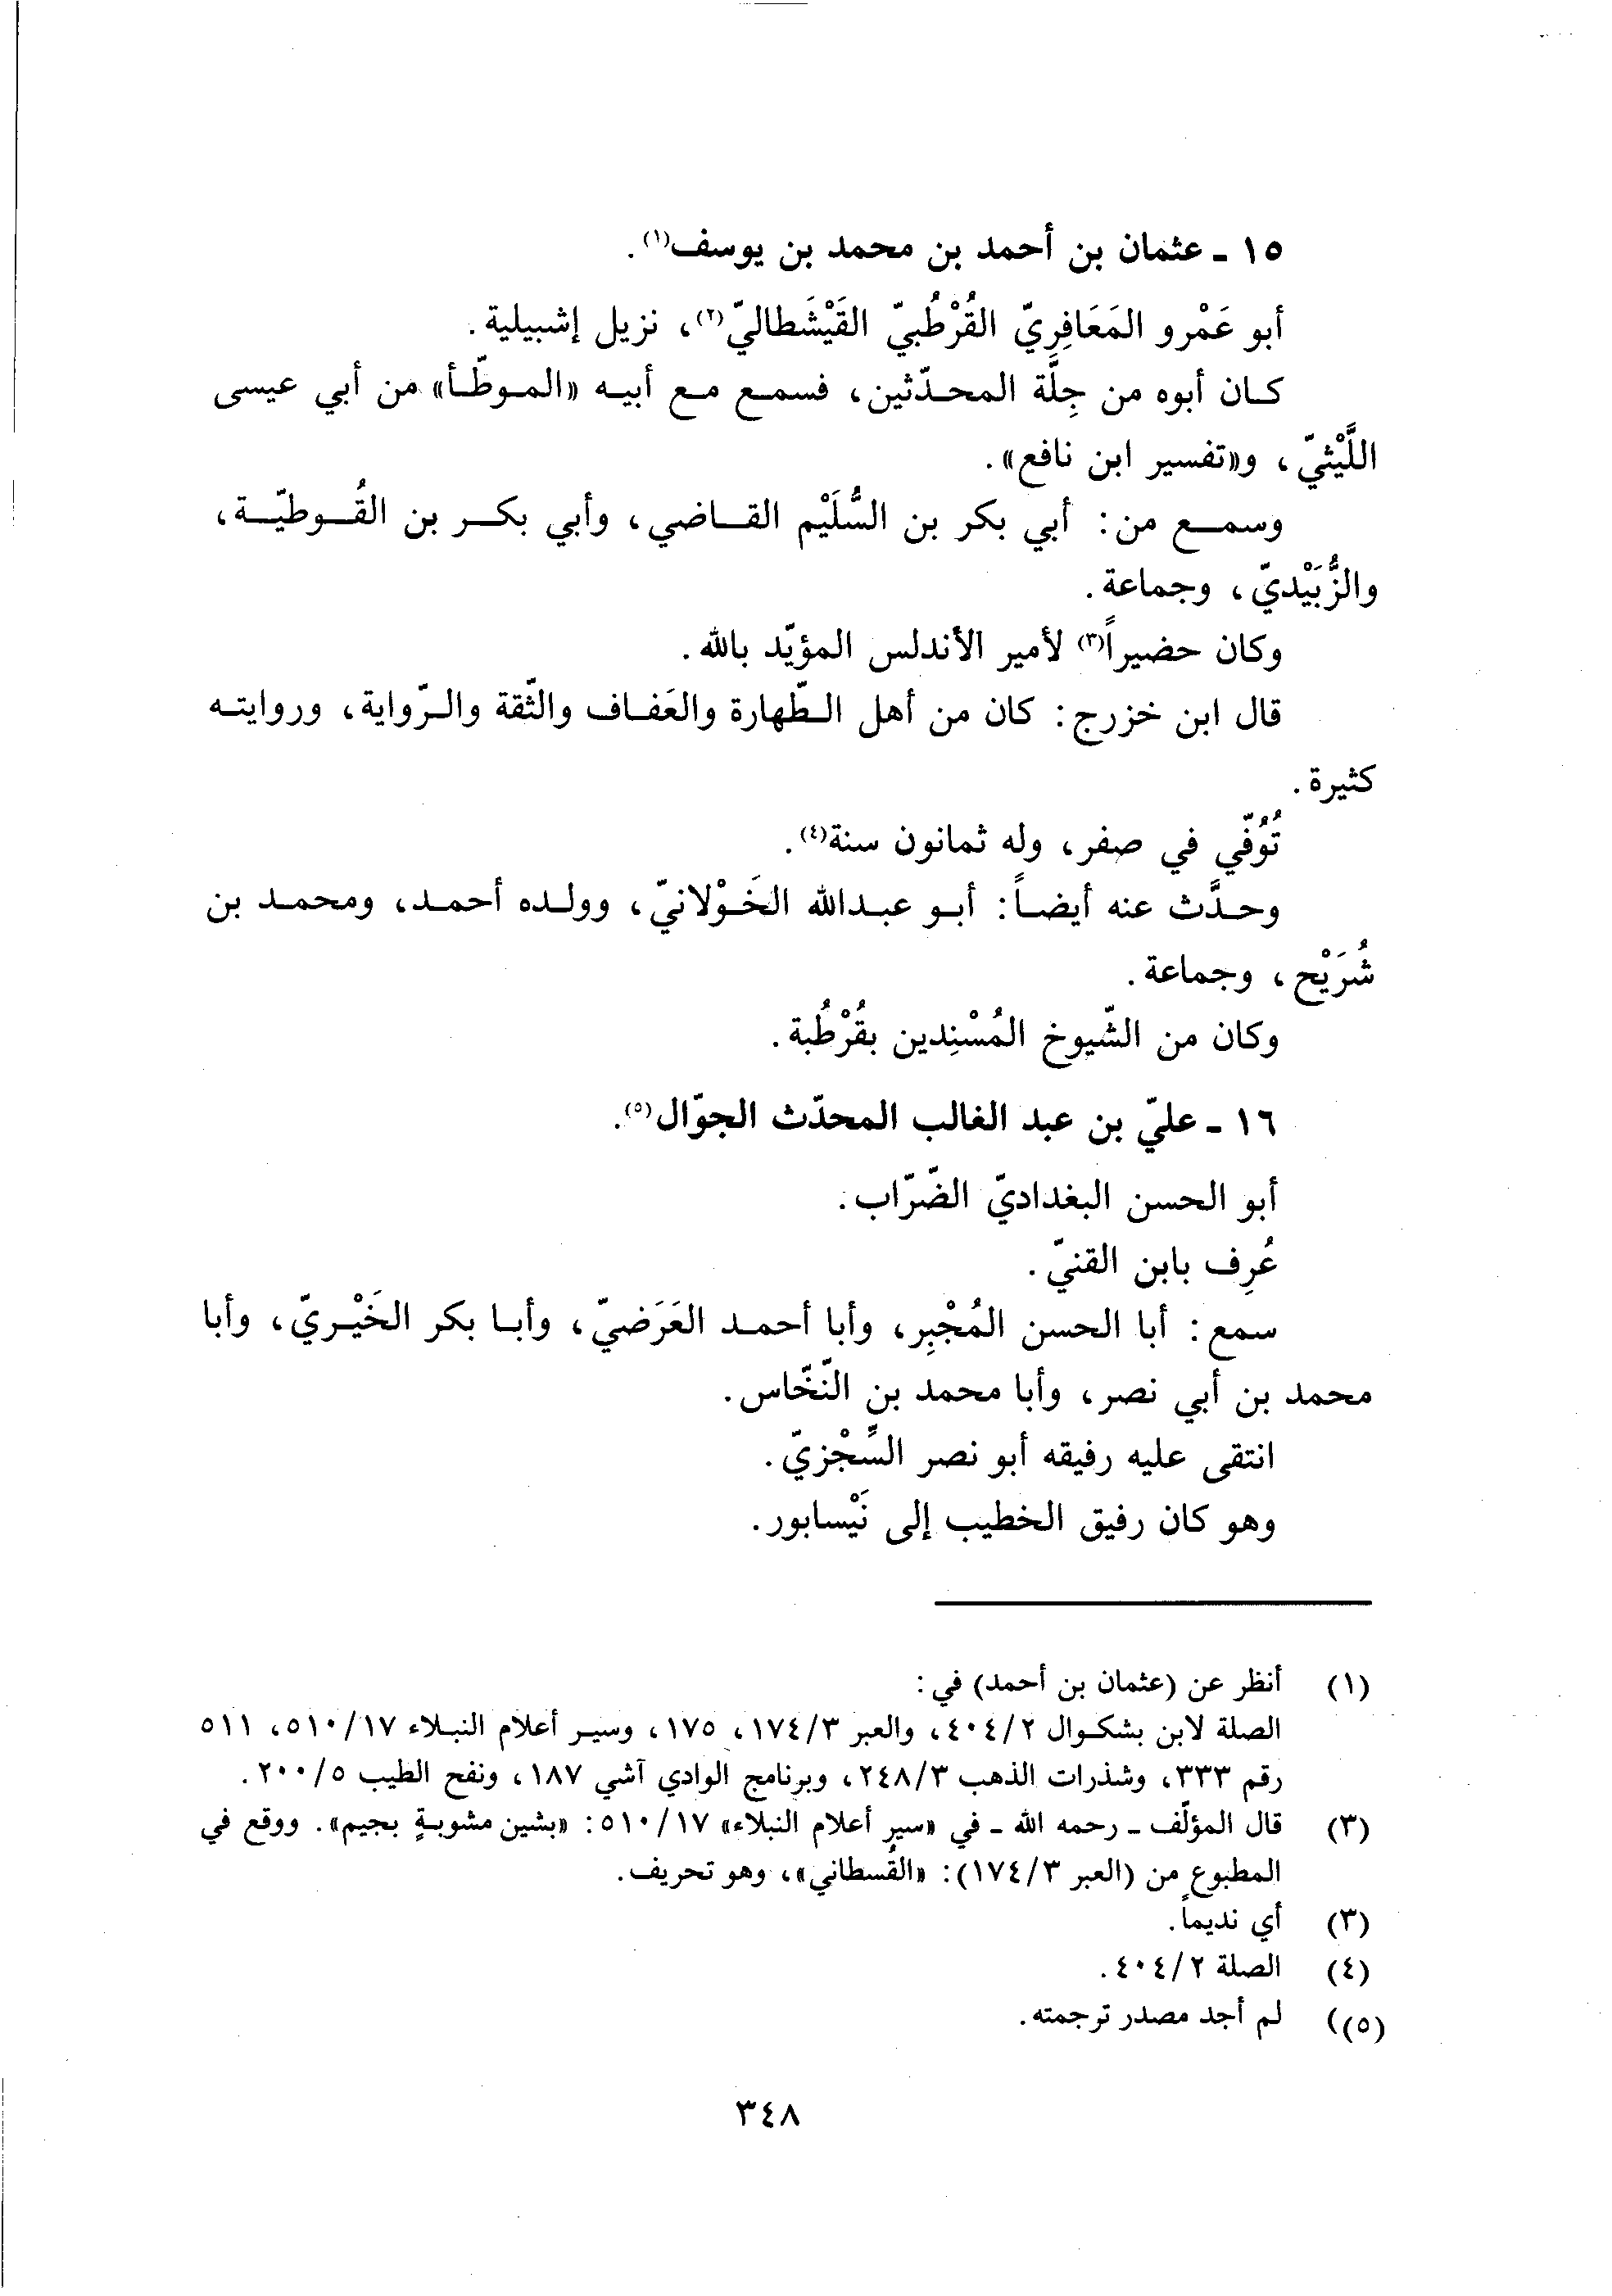 ١٥ ـ عثمان بن أحمد بن محمد بن يوسف(١).
أبو عَمْرو المَعَافِرِيّ القُرْطُبيّ القَيْشَطاليّ(٢)، نزيل إشبيلية.
كان أبوه من جِلَّة المحدّثين، فسمع مع أبيه «الموطّأ» من أبي عيسى
اللَّيْثيّ، و«تفسير ابن نافع».
وسمع من: أبي بكر بن السُّلَيْم القاضي، وأبي بكر بن القُوطيّة،
والزُّبَيْديّ، وجماعة.
وكان حضيراً(٣) لأمير الأندلس المؤيّد بالله.
قال ابن خزرج: كان من أهل الطّهارة والعَفاف والثّقة والرّواية، وروايته
كثيرة.
تُوُفّي في صفر، وله ثمانون سنة(٤).
وحدَّث عنه أيضاً: أبو عبدالله الخَوْلانيّ، وولده أحمد، ومحمد بن
شُرَيْح، وجماعة.
وكان من الشّيوخ المُسْنِدين بقُرْطُبة.
١٦ ـ عليّ بن عبد الغالب المحدّث الجوّال(٥).
أبو الحسن البغداديّ الضّرّاب.
عُرِف بابن القنيّ.
سمع: أبا الحسن المُجْبِر، وأبا أحمد العَرَضيّ، وأبا بكر الخَيْريّ، وأبا
محمد بن أبي نصر، وأبا محمد بن النّخّاس.
انتقى عليه رفيقه أبو نصر السِّجْزيّ.
وهو كان رفيق الخطيب إلى نَيْسابور.
(١) أنظر عن (عثمان بن أحمد) في:
الصلة لابن بشكوال ٤٠٤/٢، والعبر ١٧٤/٣، ١٧٥، وسير أعلام النبلاء ٥١٠/١٧، ٥١١
رقم ٣٣٣، وشذرات الذهب ٢٤٨/٣، وبرنامج الوادي آشي ١٨٧، ونفح الطيب ٢٠٠/٥.
(٣) قال المؤلّف ـ رحمه الله ـ في «سير أعلام النبلاء» ٥١٠/١٧: «بشين مشوبةٍ بجيم». ووقع في
المطبوع من (العبر ١٧٤/٣): «القُسطاني»، وهو تحريف.
(٣) أي نديماً.
(٤) الصلة ٤٠٤/٢.
(٥)) لم أجد مصدر ترجمته.
٣٤٨